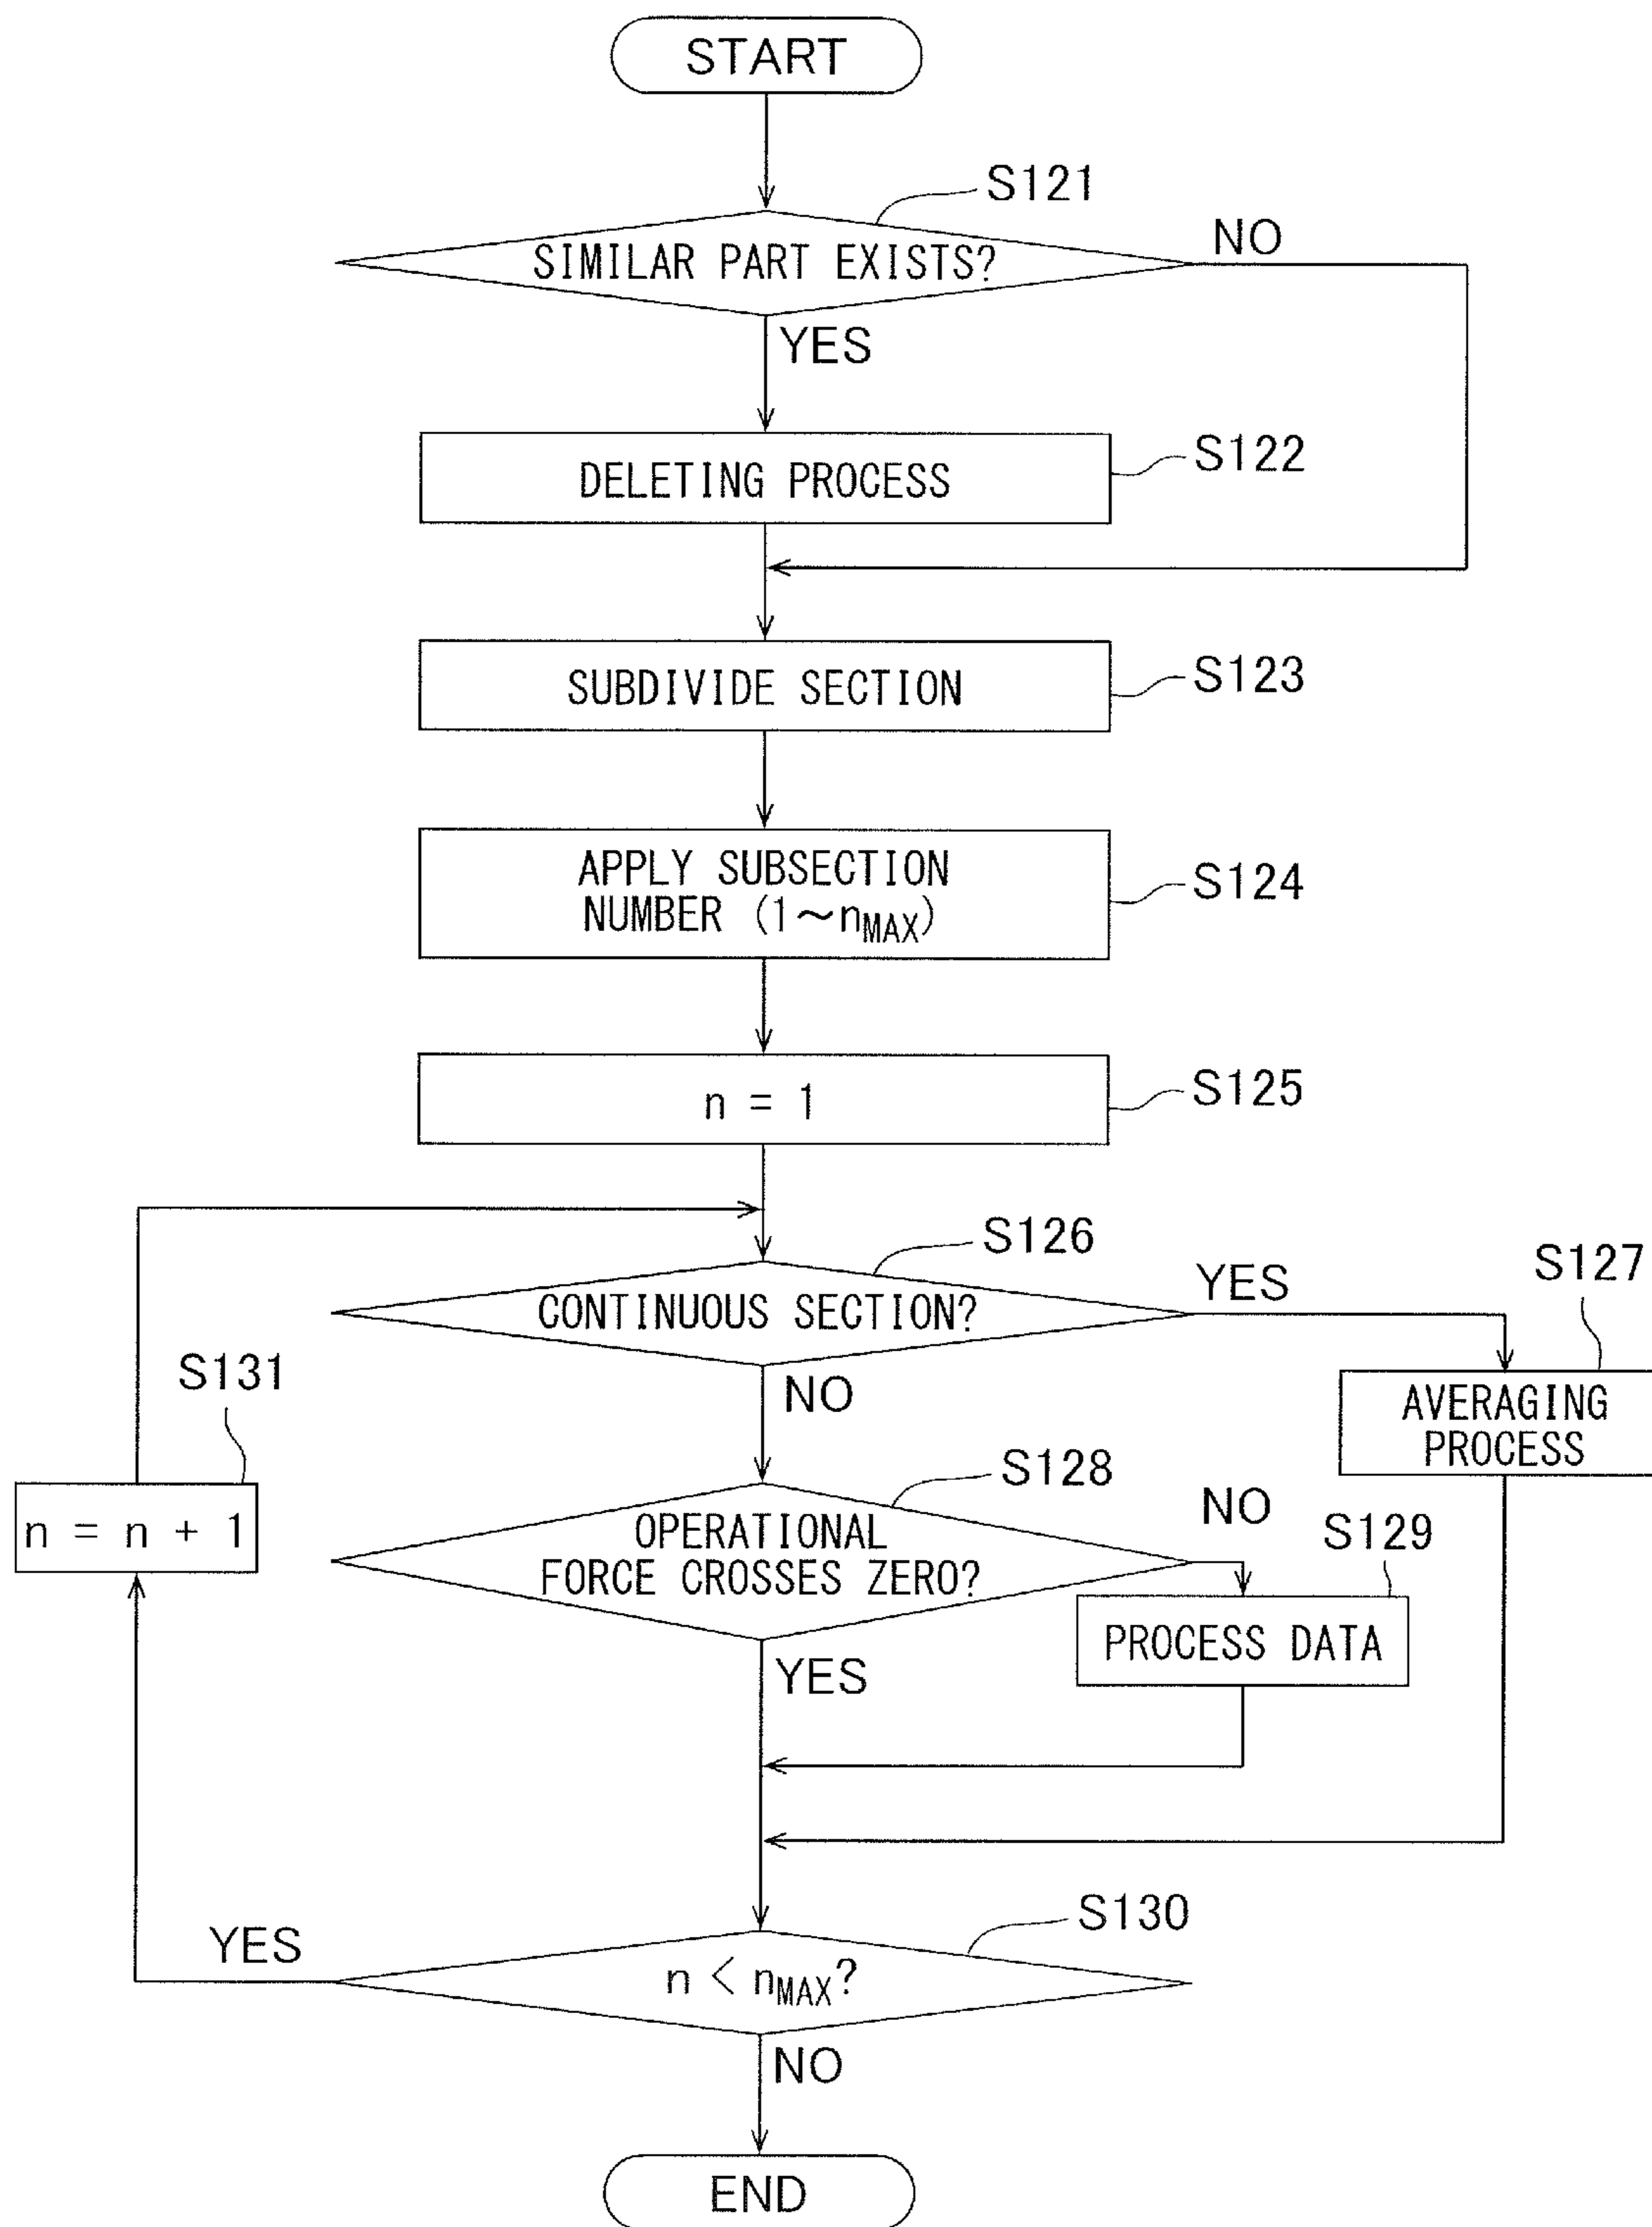 START
S121
SIMILAR PART EXISTS?
NO
YES
DELETING PROCESS
S122
SUBDIVIDE SECTION
S123
APPLY SUBSECTION
NUMBER (1~nMAX)
S124
n = 1
S125
S126
CONTINUOUS SECTION?
YES
S127
NO
AVERAGING
PROCESS
S131
n = n + 1
S128
OPERATIONAL
FORCE CROSSES ZERO?
NO
S129
PROCESS DATA
YES
S130
YES
n < nMAX?
NO
END